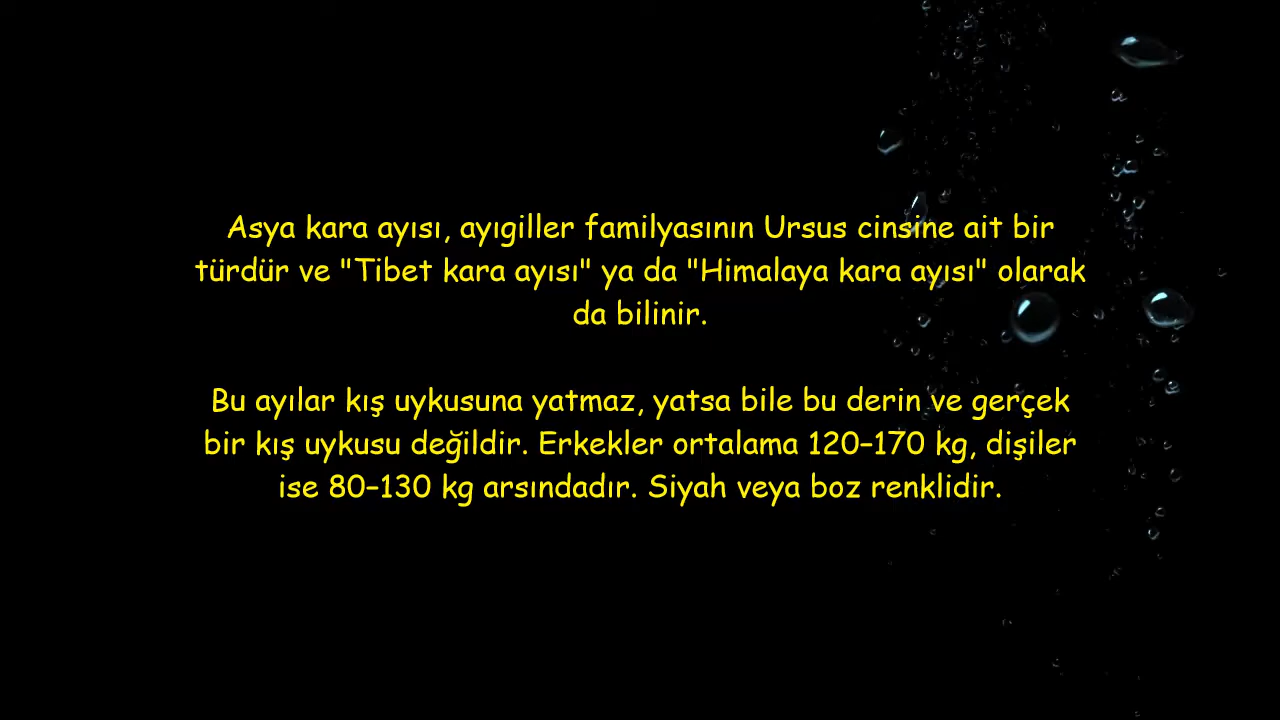 Asya kara ayısı, ayıgiller familyasının Ursus cinsine ait bir
türdür ve "Tibet kara ayısı" ya da "Himalaya kara ayısı" olarak
da bilinir.
Bu ayılar kış uykusuna yatmaz, yatsa bile bu derin ve gerçek
bir kış uykusu değildir. Erkekler ortalama 120–170 kg, dişiler
ise 80–130 kg arsındadır. Siyah veya boz renklidir.